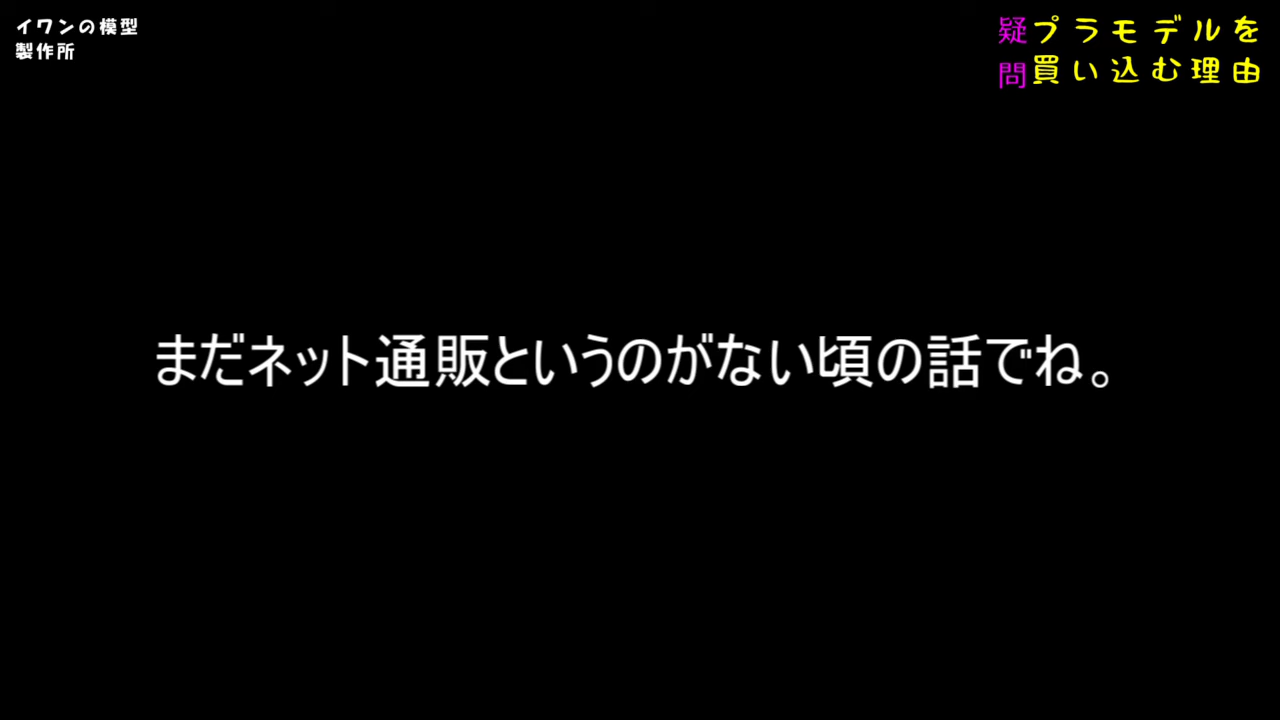 イワンの模型
製作所
疑問
プラモデルを
買い込む理由
まだネット通販というのがない頃の話でね。